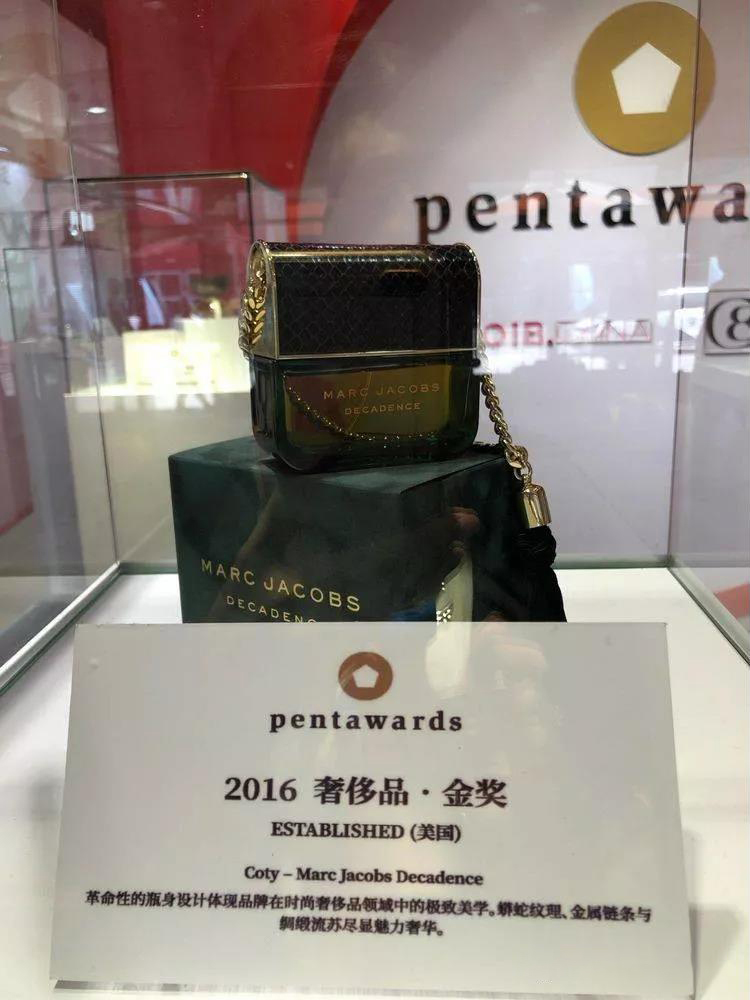 pentawa
CHINA
MARC JACOBS
DECADENCE
MARC JACOBS
pentawards
2016 奢侈品·金奖
ESTABLISHED (美国)
Coty – Marc Jacobs Decadence
革命性的瓶身设计体现品牌在时尚奢侈品领域中的极致美学。蟒蛇纹理、金属链条与
绸缎流苏尽显魅力奢华。